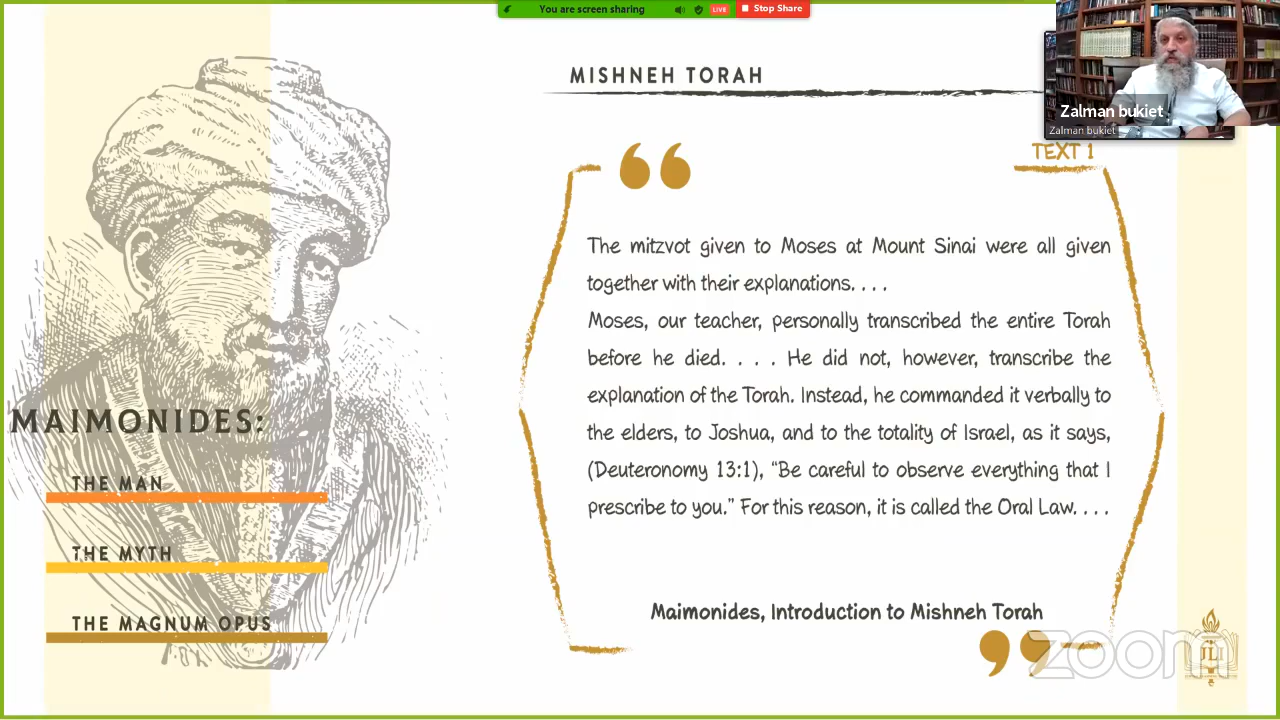 You are screen sharing
LIVE
Stop Share
MISHNEH TORAH
Zalman bukiet
Zalman bukiet
TEXT 1
“
The mitzvot given to Moses at Mount Sinai were all given
together with their explanations. . . .
Moses, our teacher, personally transcribed the entire Torah
before he died. . . . He did not, however, transcribe the
explanation of the Torah. Instead, he commanded it verbally to
the elders, to Joshua, and to the totality of Israel, as it says,
(Deuteronomy 13:1), “Be careful to observe everything that I
prescribe to you.” For this reason, it is called the Oral Law. . . .
Maimonides, Introduction to Mishneh Torah
”
MAIMONIDES:
THE MAN
THE MYTH
THE MAGNUM OPUS
zoom
JLI